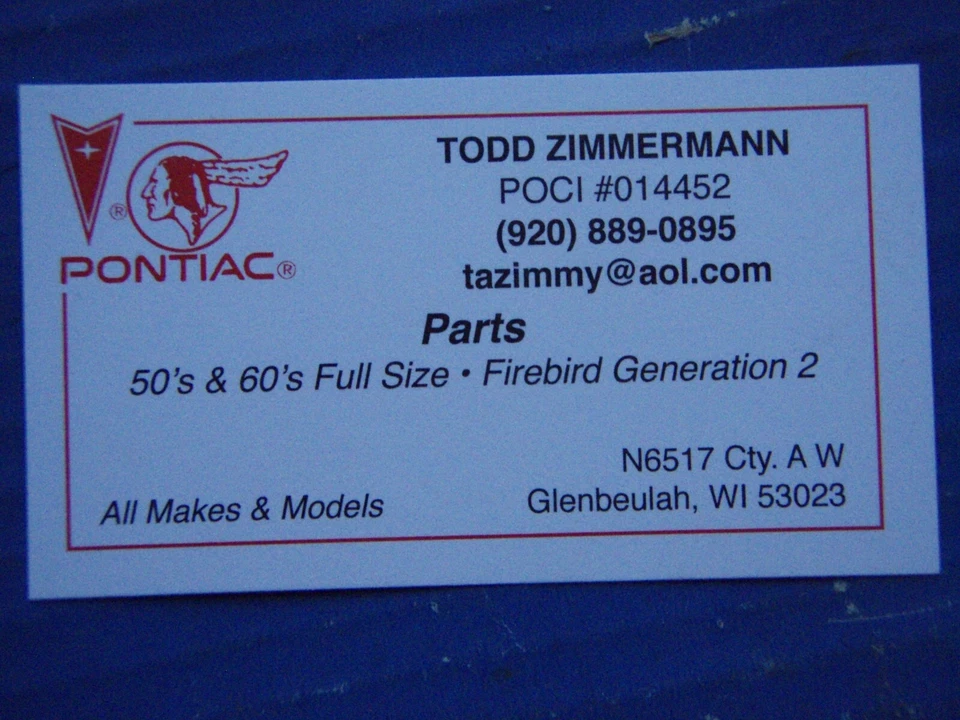 PONTIAC®
®
TODD ZIMMERMANN
POCI #014452
(920) 889-0895
tazimmy@aol.com
Parts
50's & 60's Full Size • Firebird Generation 2
N6517 Cty. A W
Glenbeulah, WI 53023
All Makes & Models